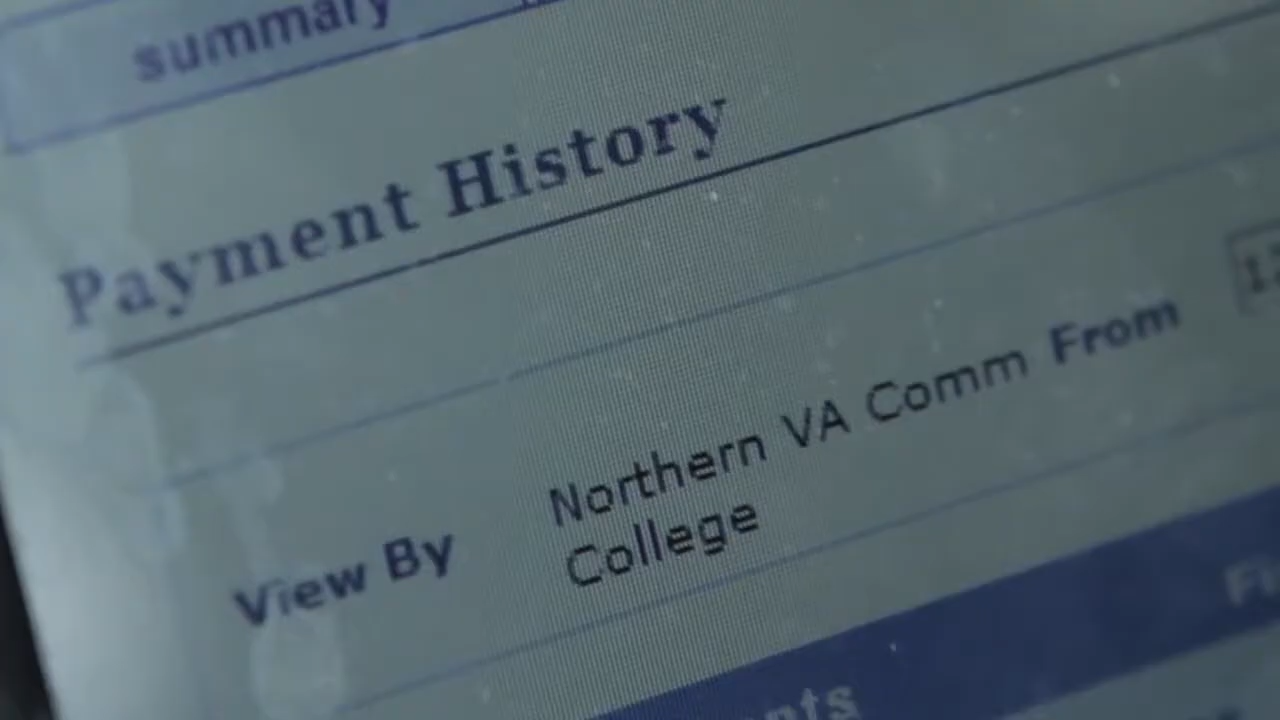 summary
Payment History
View By
Northern VA Comm
College
From